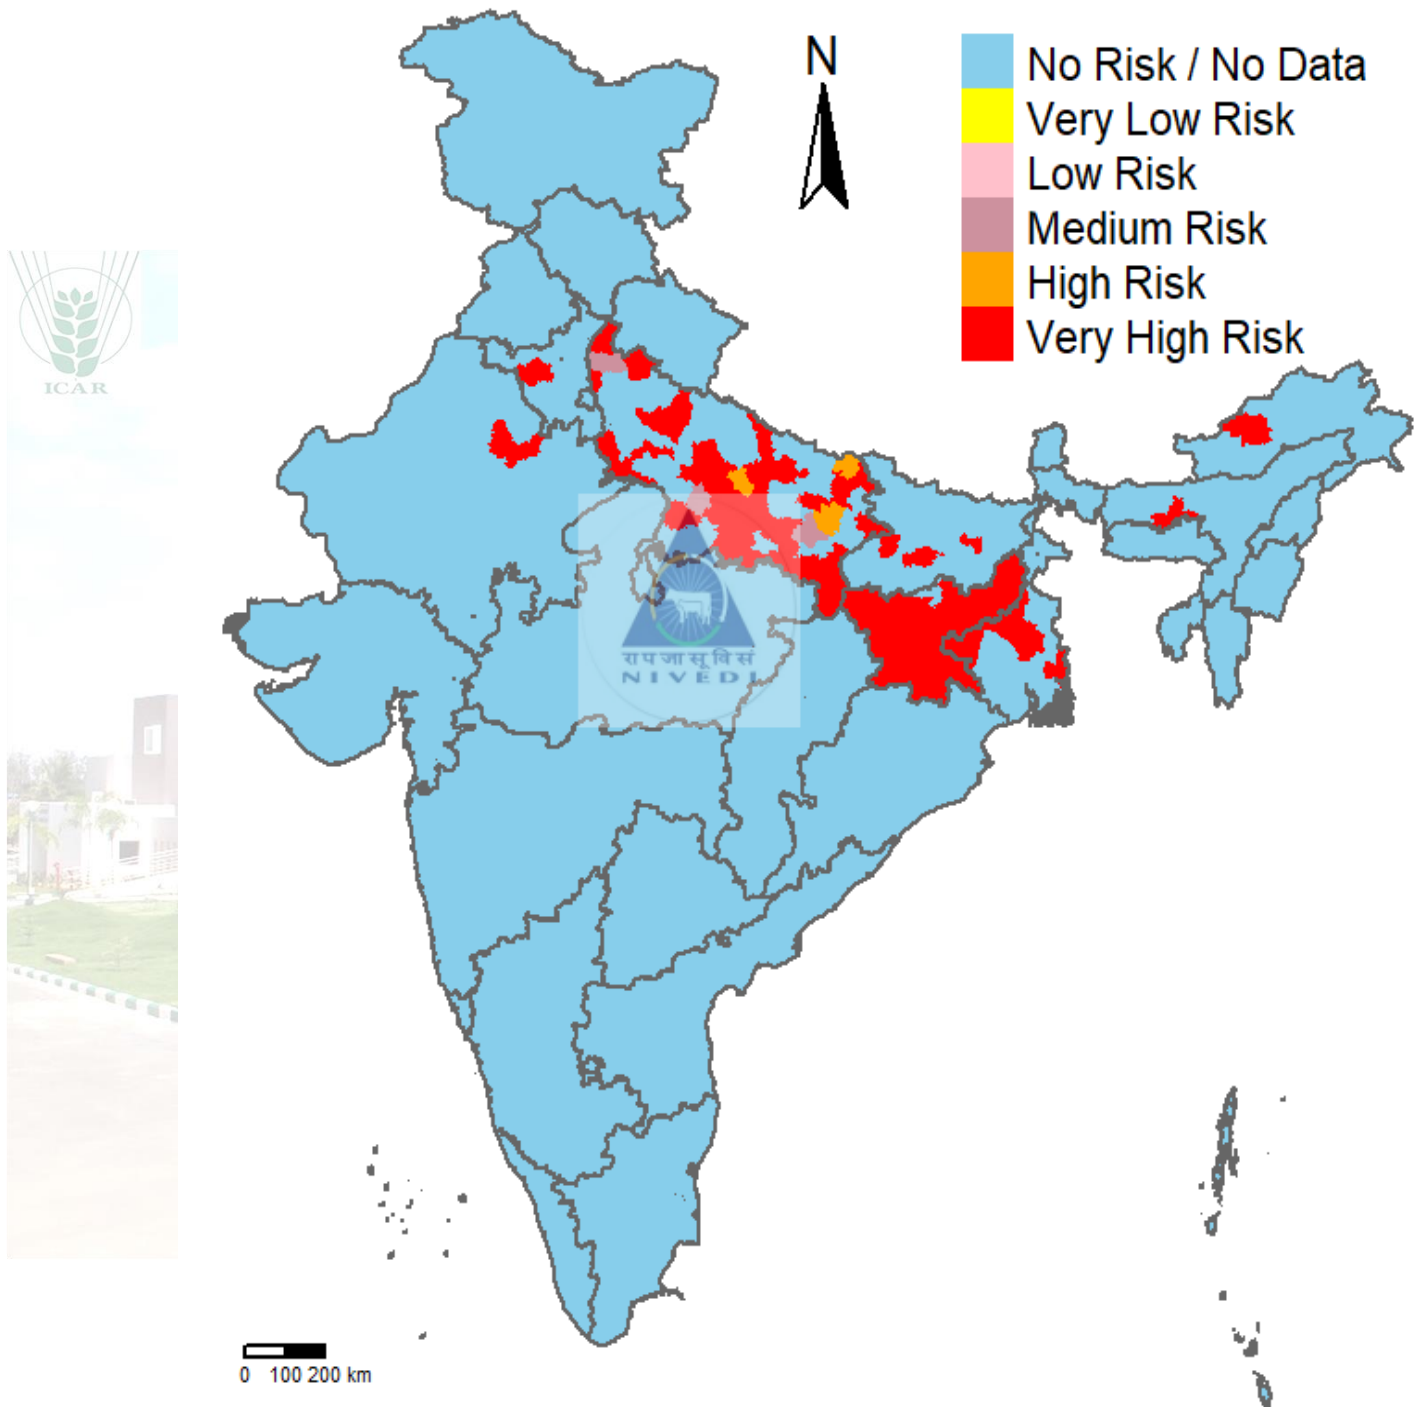 N
No Risk / No Data
Very Low Risk
Low Risk
Medium Risk
High Risk
Very High Risk
ICAR
राप जा सू वि सं
NIVEDI
0 100 200 km